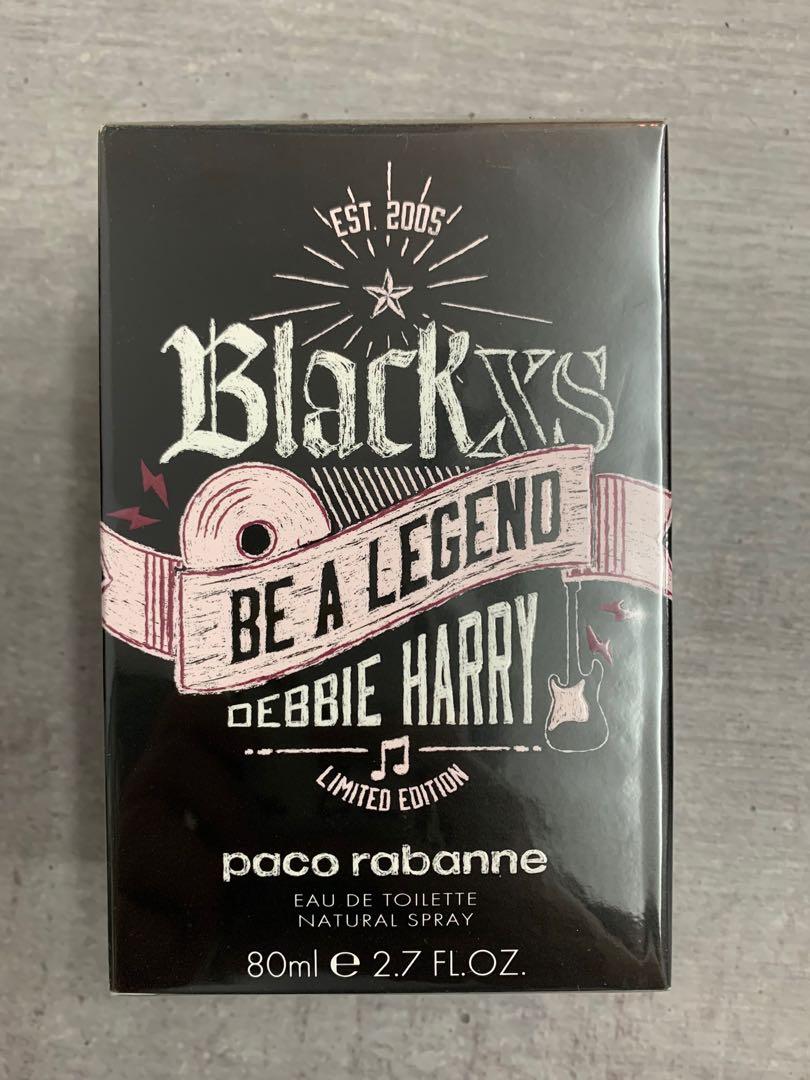 EST. 2005
Blackxs
BE A LEGEND
DEBBIE HARRY
LIMITED EDITION
paco rabanne
EAU DE TOILETTE
NATURAL SPRAY
80ml e 2.7 FL.OZ.